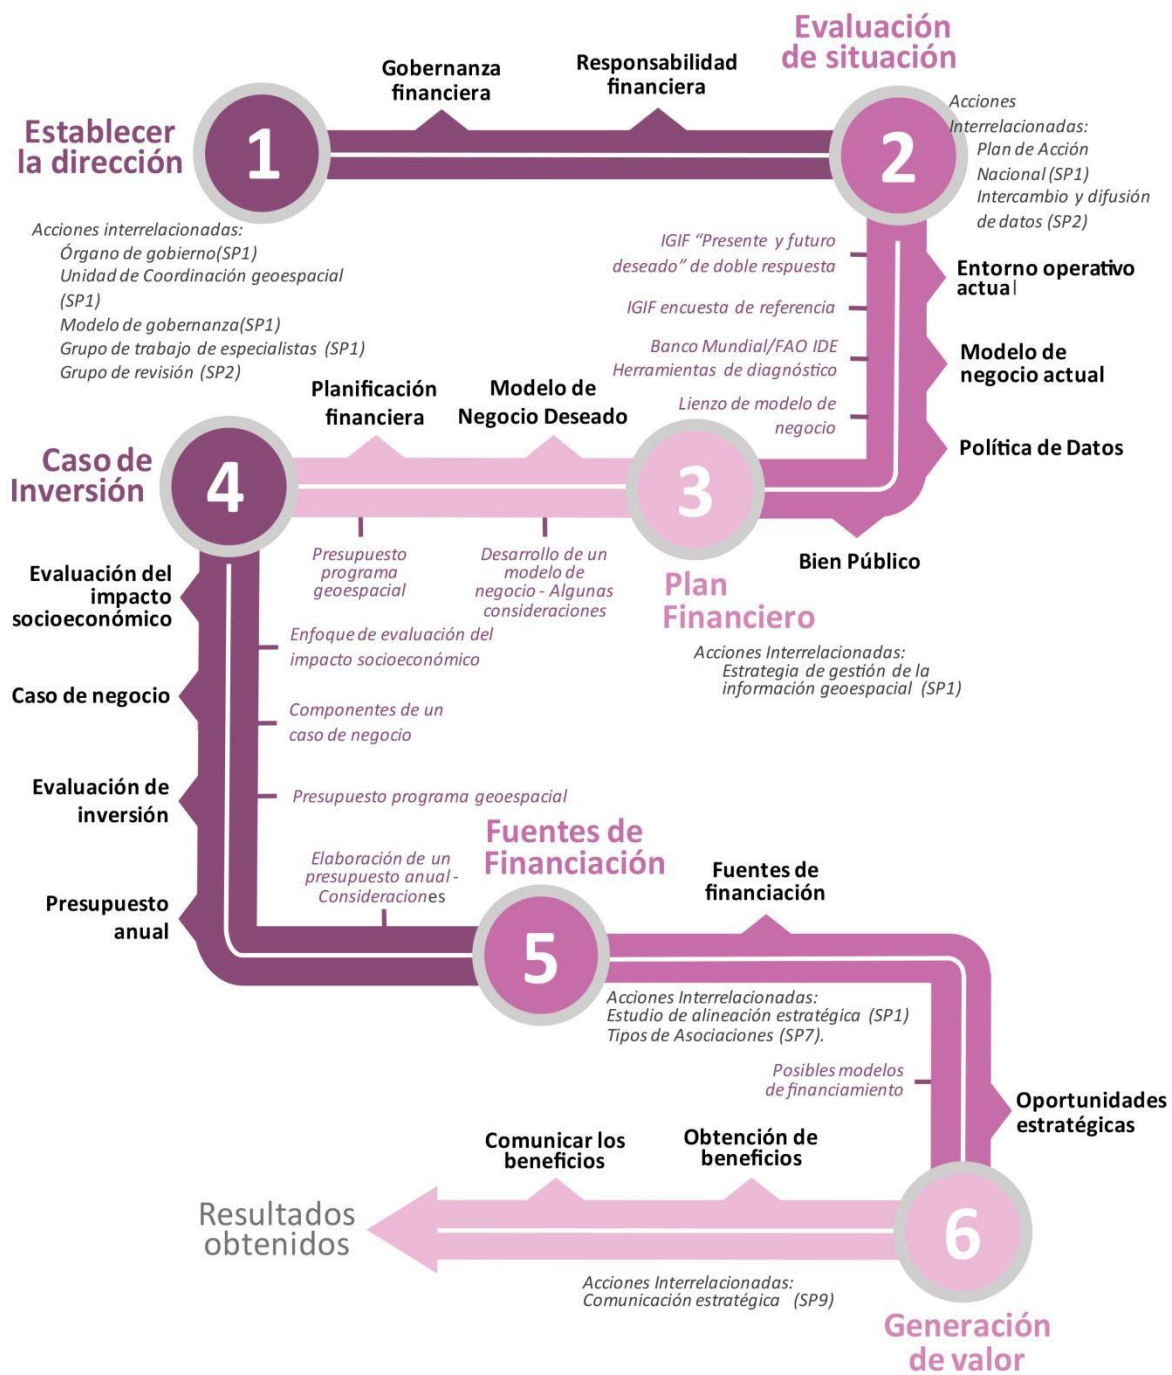 Establecer
la dirección
1
Gobernanza
financiera
Responsabilidad
financiera
Acciones interrelacionadas:
Órgano de gobierno(SP1)
Unidad de Coordinación geoespacial
(SP1)
Modelo de gobernanza(SP1)
Grupo de trabajo de especialistas (SP1)
Grupo de revisión (SP2)
Evaluación
de situación
2
Acciones
Interrelacionadas:
Plan de Acción
Nacional (SP1)
Intercambio y difusión
de datos (SP2)
IGIF “Presente y futuro
deseado” de doble respuesta
IGIF encuesta de referencia
Banco Mundial/FAO IDE
Herramientas de diagnóstico
Lienzo de modelo de
negocio
Entorno operativo
actual
Modelo de
negocio actual
Política de Datos
Bien Público
3
Plan
Financiero
Acciones Interrelacionadas:
Estrategia de gestión de la
información geoespacial (SP1)
Modelo de
Negocio Deseado
Planificación
financiera
Desarrollo de un
modelo de
negocio - Algunas
consideraciones
Presupuesto
programa
geoespacial
Caso de
Inversión
4
Evaluación del
impacto
socioeconómico
Caso de negocio
Evaluación de
inversión
Presupuesto
anual
Enfoque de evaluación del
impacto socioeconómico
Componentes de un
caso de negocio
Presupuesto programa geoespacial
Elaboración de un
presupuesto anual -
Consideraciones
Fuentes de
Financiación
5
Fuentes de
financiación
Acciones Interrelacionadas:
Estudio de alineación estratégica (SP1)
Tipos de Asociaciones (SP7).
Posibles modelos
de financiamiento
Oportunidades
estratégicas
6
Generación
de valor
Obtención de
beneficios
Comunicar los
beneficios
Acciones Interrelacionadas:
Comunicación estratégica (SP9)
Resultados
obtenidos